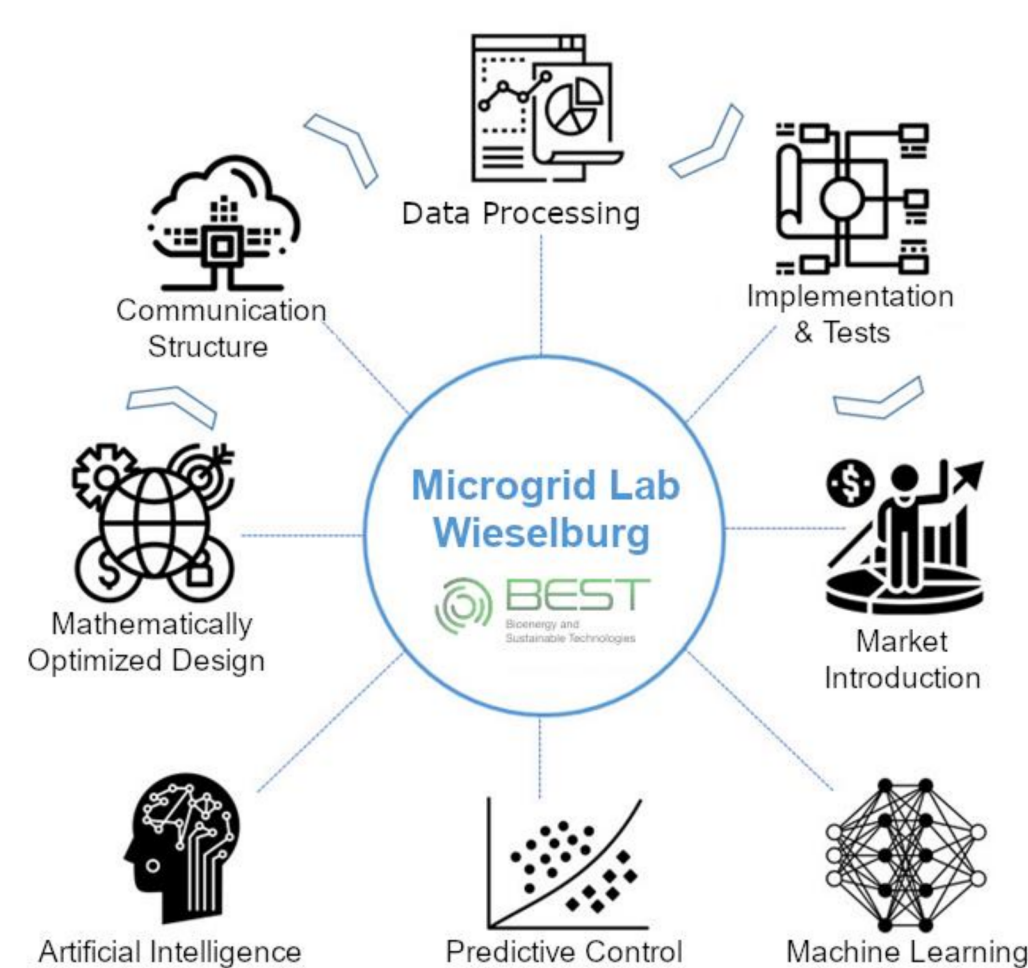 Data Processing
Communication
Structure
Implementation
& Tests
Microgrid Lab
Wieselburg
BEST
Bioenergy and
Sustainable Technologies
Mathematically
Optimized Design
Market
Introduction
Artificial Intelligence
Predictive Control
Machine Learning
$
$